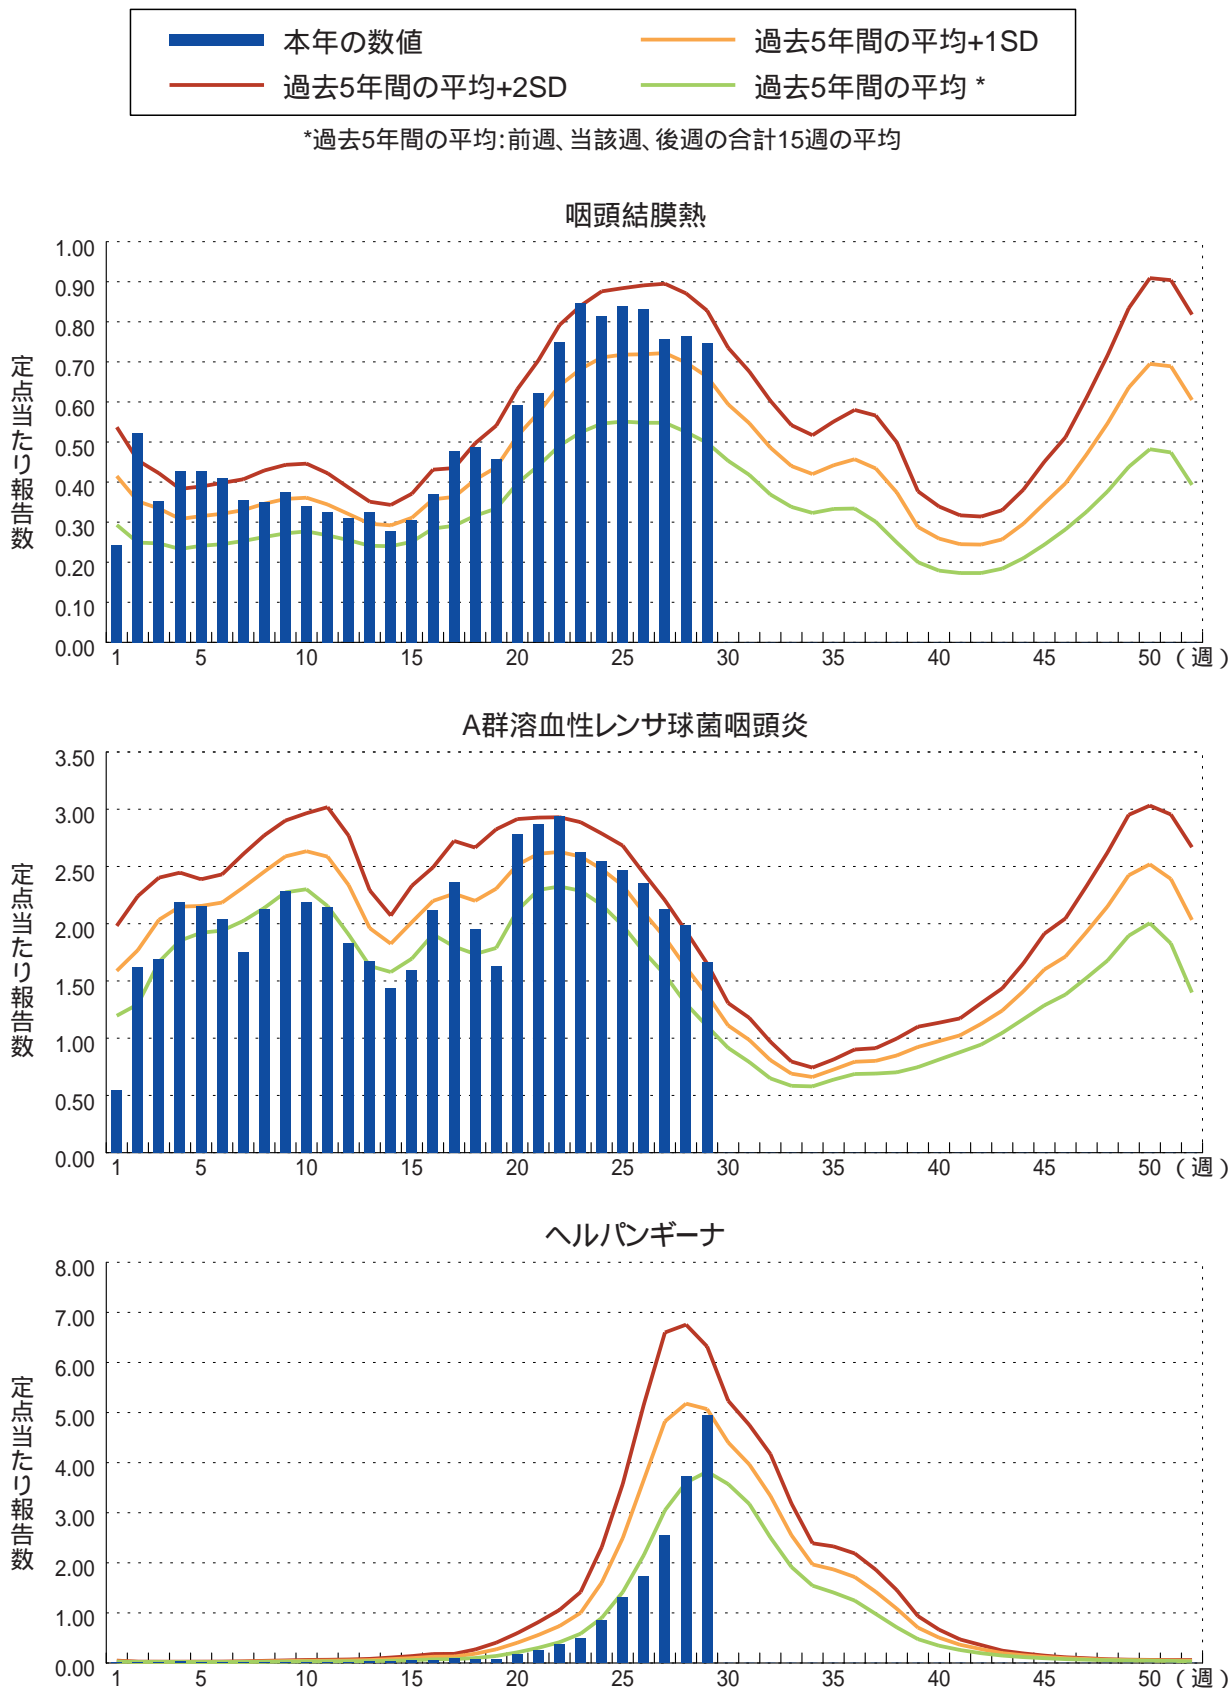 本年の数値
過去5年間の平均+1SD
過去5年間の平均+2SD
過去5年間の平均 *
*過去5年間の平均:前週、当該週、後週の合計15週の平均
咽頭結膜熱
定点当たり報告数
1.00
0.90
0.80
0.70
0.60
0.50
0.40
0.30
0.20
0.10
0.00
1 5 10 15 20 25 30 35 40 45 50 (週)
A群溶血性レンサ球菌咽頭炎
定点当たり報告数
3.50
3.00
2.50
2.00
1.50
1.00
0.50
0.00
1 5 10 15 20 25 30 35 40 45 50 (週)
ヘルパンギーナ
定点当たり報告数
8.00
7.00
6.00
5.00
4.00
3.00
2.00
1.00
0.00
1 5 10 15 20 25 30 35 40 45 50 (週)